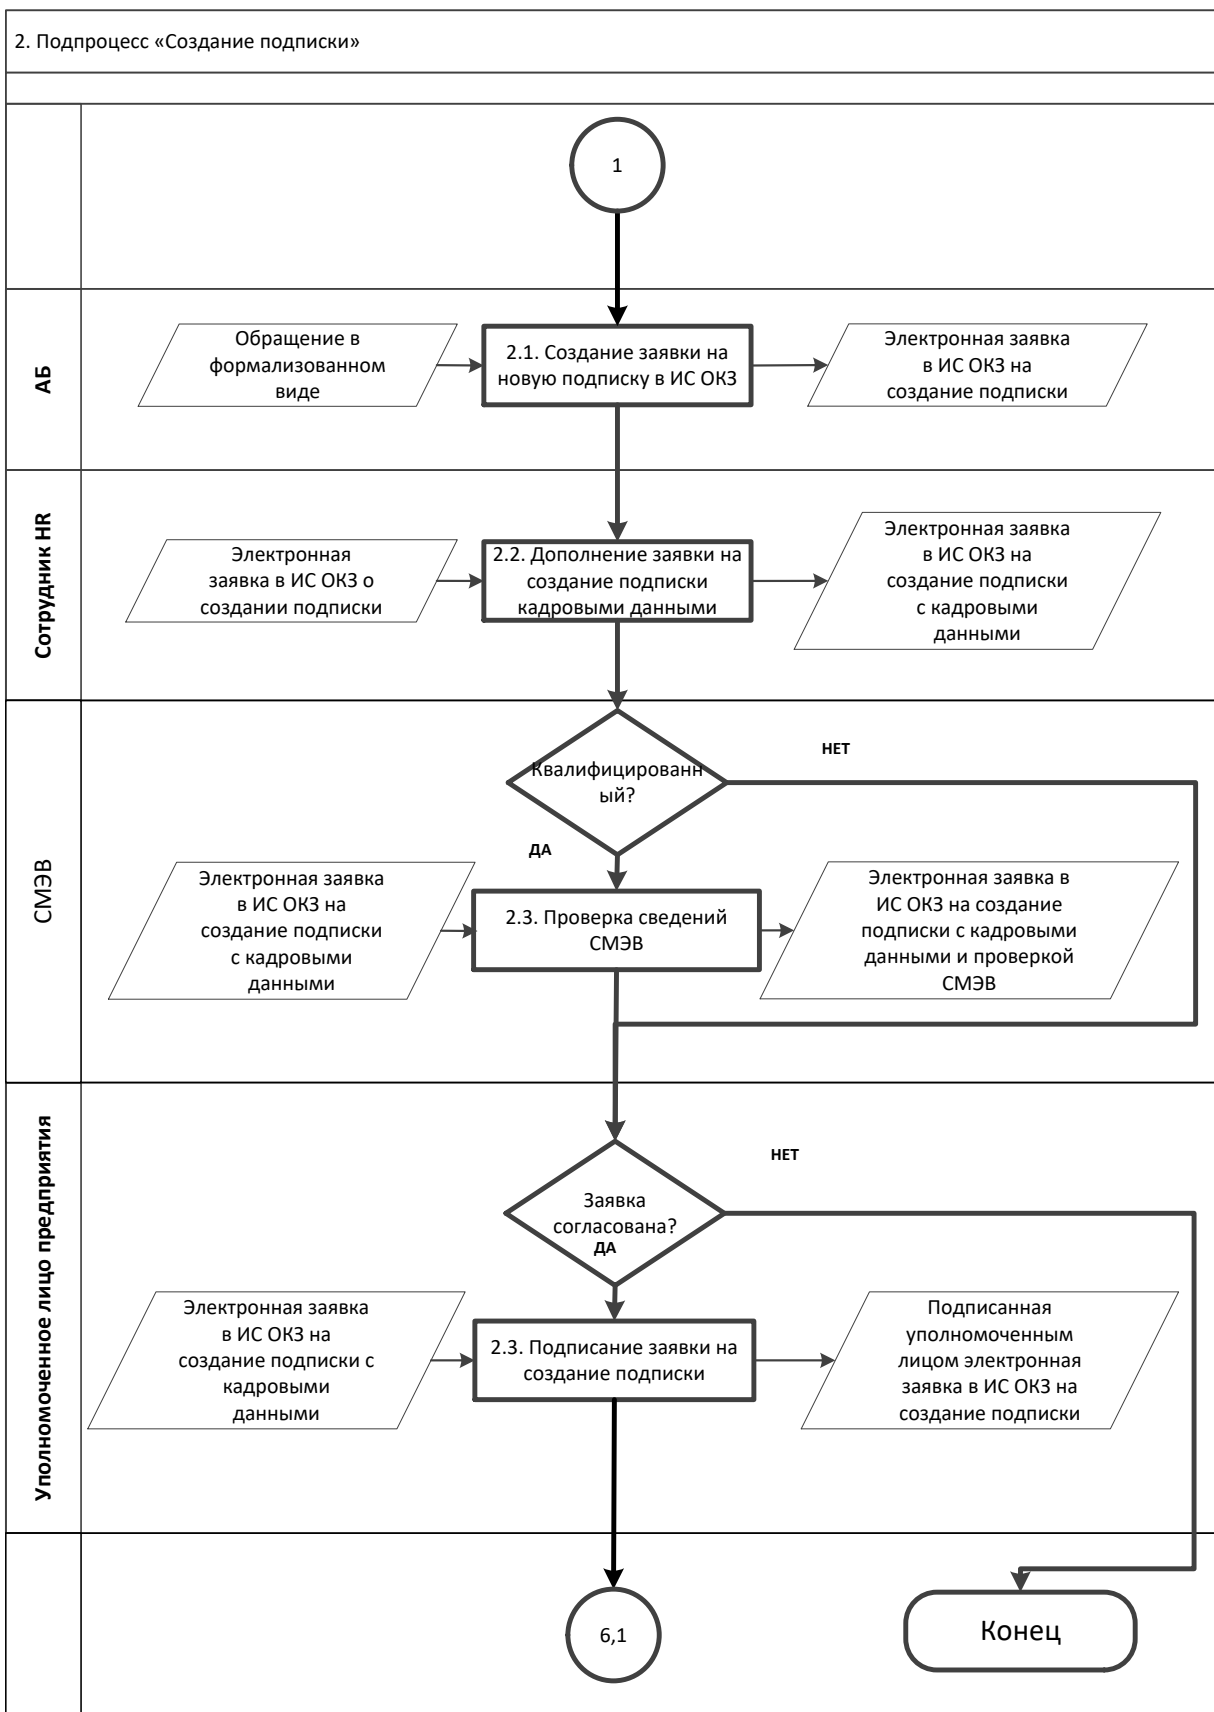 2. Подпроцесс «Создание подписки»
1
АБ
Обращение в
формализованном
виде
2.1. Создание заявки на
новую подписку в ИС ОКЗ
Электронная заявка
в ИС ОКЗ на
создание подписки
Сотрудник HR
Электронная
заявка в ИС ОКЗ о
создании подписки
2.2. Дополнение заявки на
создание подписки
кадровыми данными
Электронная заявка
в ИС ОКЗ на
создание подписки
с кадровыми
данными
СМЭВ
Квалифицированн
ый?
НЕТ
ДА
Электронная заявка
в ИС ОКЗ на
создание подписки
с кадровыми
данными
2.3. Проверка сведений
СМЭВ
Электронная заявка в
ИС ОКЗ на создание
подписки с кадровыми
данными и проверкой
СМЭВ
Уполномоченное лицо предприятия
Заявка
согласована?
НЕТ
ДА
Электронная заявка
в ИС ОКЗ на
создание подписки с
кадровыми
данными
2.3. Подписание заявки на
создание подписки
Подписанная
уполномоченным
лицом электронная
заявка в ИС ОКЗ на
создание подписки
6,1
Конец